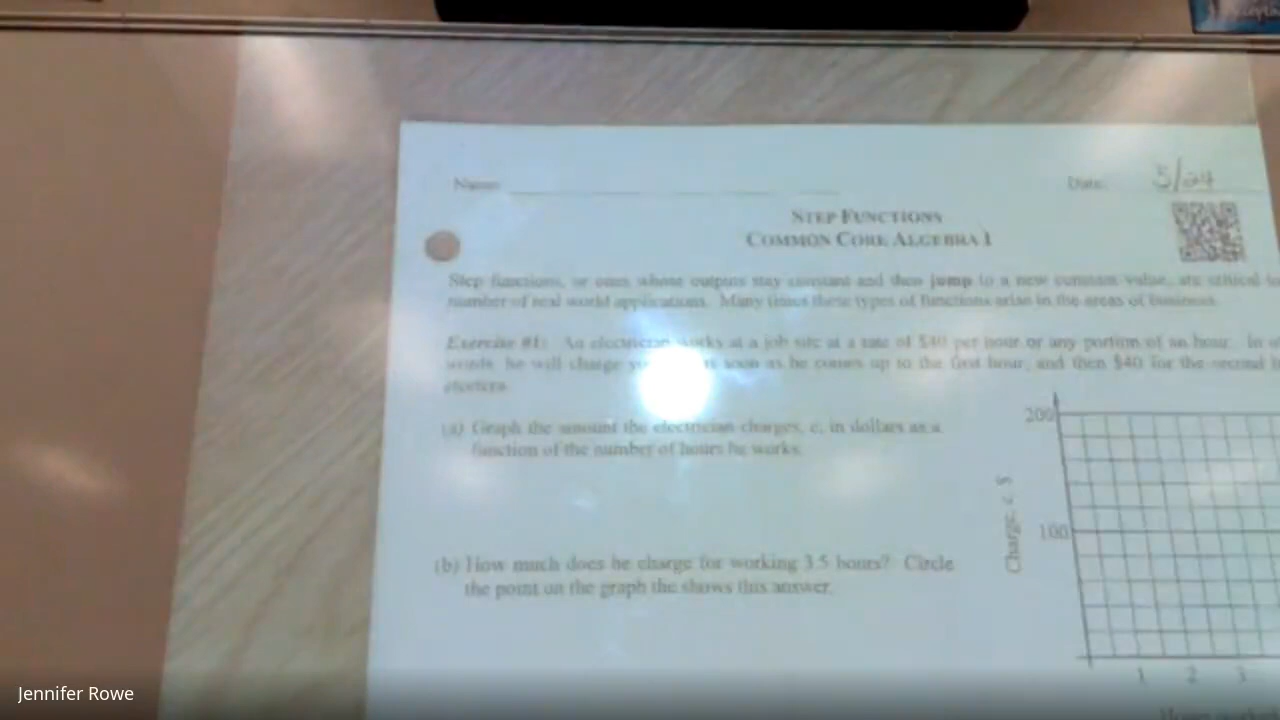 Name: Date: 5/24
STEP FUNCTIONS
COMMON CORE ALGEBRA I
Step functions, or ones whose outputs stay constant and then jump to a new constant value, are critical
number of real world applications. Many times these types of functions arise in the areas of business.
Exercise #1: An electrician works at a job site at a rate of $40 per hour or any portion of an hour. In
words, he will charge as soon as he comes up to the first hour, and then $40 for the second
etcetera.
(a) Graph the amount the electrician charges, c, in dollars as a
function of the number of hours he works.
200
Charge, c $
100
(b) How much does he charge for working 3.5 hours? Circle
the point on the graph the shows this answer.
1 2 3
Hours worked
Jennifer Rowe